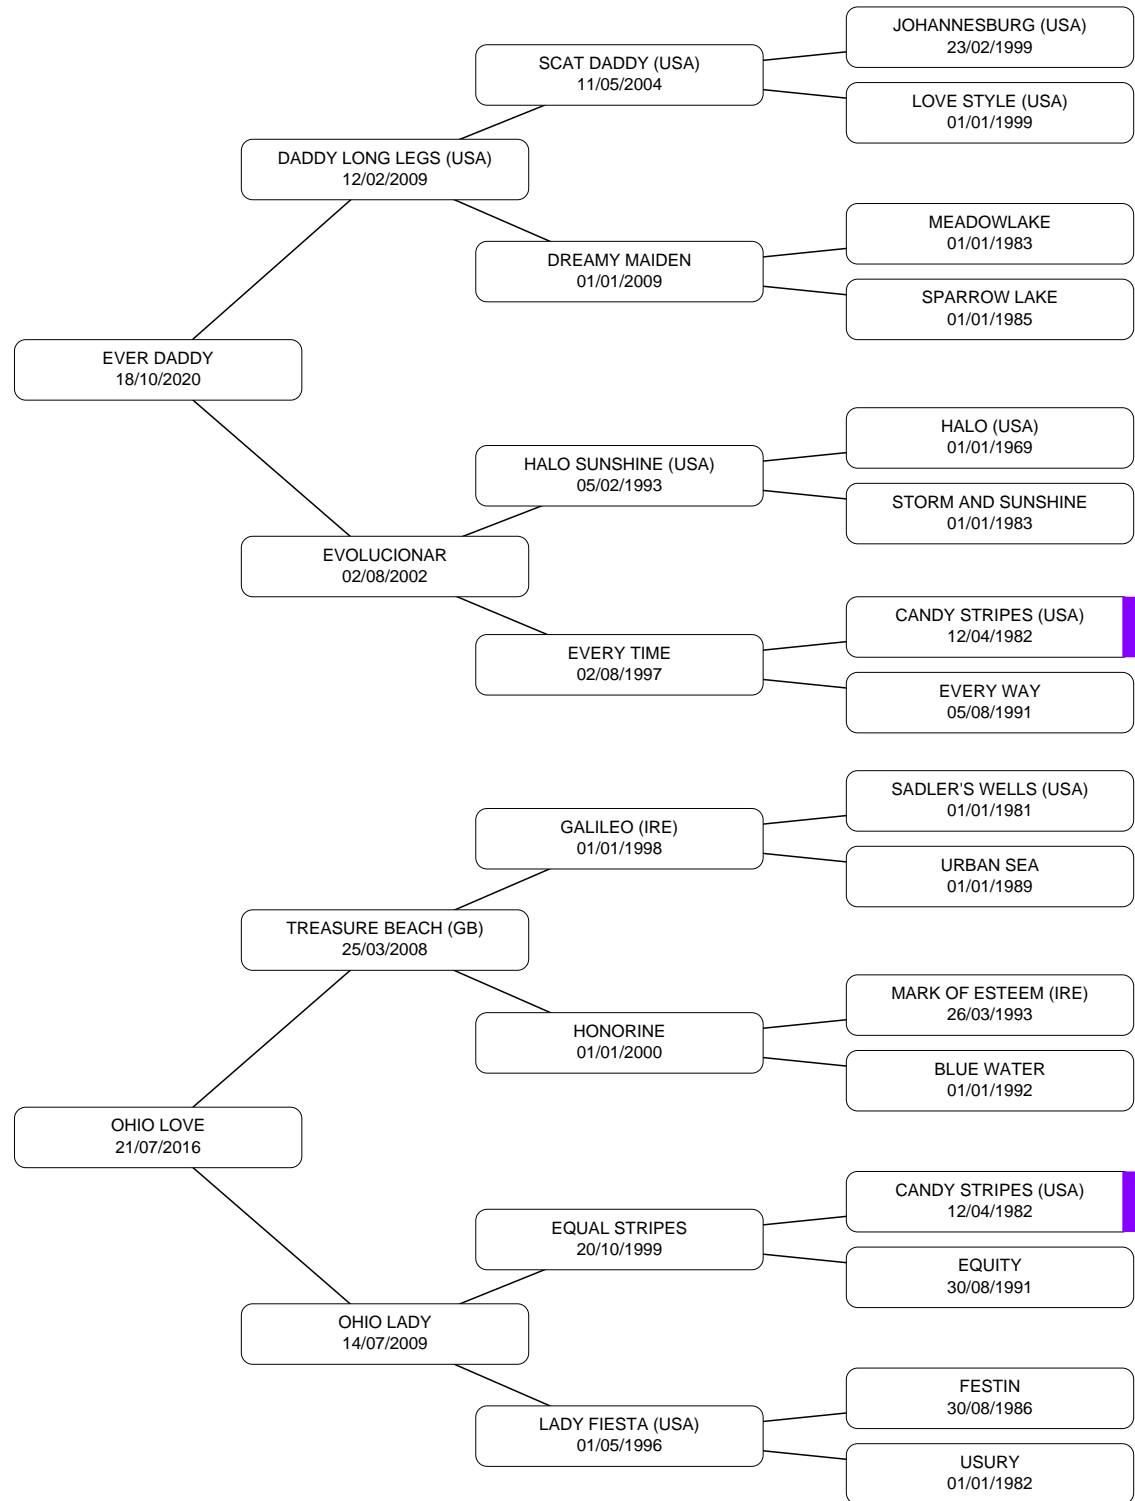 JOHANNESBURG (USA)
23/02/1999
SCAT DADDY (USA)
11/05/2004
LOVE STYLE (USA)
01/01/1999
DADDY LONG LEGS (USA)
12/02/2009
MEADOWLAKE
01/01/1983
DREAMY MAIDEN
01/01/2009
SPARROW LAKE
01/01/1985
EVER DADDY
18/10/2020
HALO (USA)
01/01/1969
HALO SUNSHINE (USA)
05/02/1993
STORM AND SUNSHINE
01/01/1983
EVOLUCIONAR
02/08/2002
CANDY STRIPES (USA)
12/04/1982
EVERY TIME
02/08/1997
EVERY WAY
05/08/1991
SADLER'S WELLS (USA)
01/01/1981
GALILEO (IRE)
01/01/1998
URBAN SEA
01/01/1989
TREASURE BEACH (GB)
25/03/2008
MARK OF ESTEEM (IRE)
26/03/1993
HONORINE
01/01/2000
BLUE WATER
01/01/1992
OHIO LOVE
21/07/2016
CANDY STRIPES (USA)
12/04/1982
EQUAL STRIPES
20/10/1999
EQUITY
30/08/1991
OHIO LADY
14/07/2009
FESTIN
30/08/1986
LADY FIESTA (USA)
01/05/1996
USURY
01/01/1982